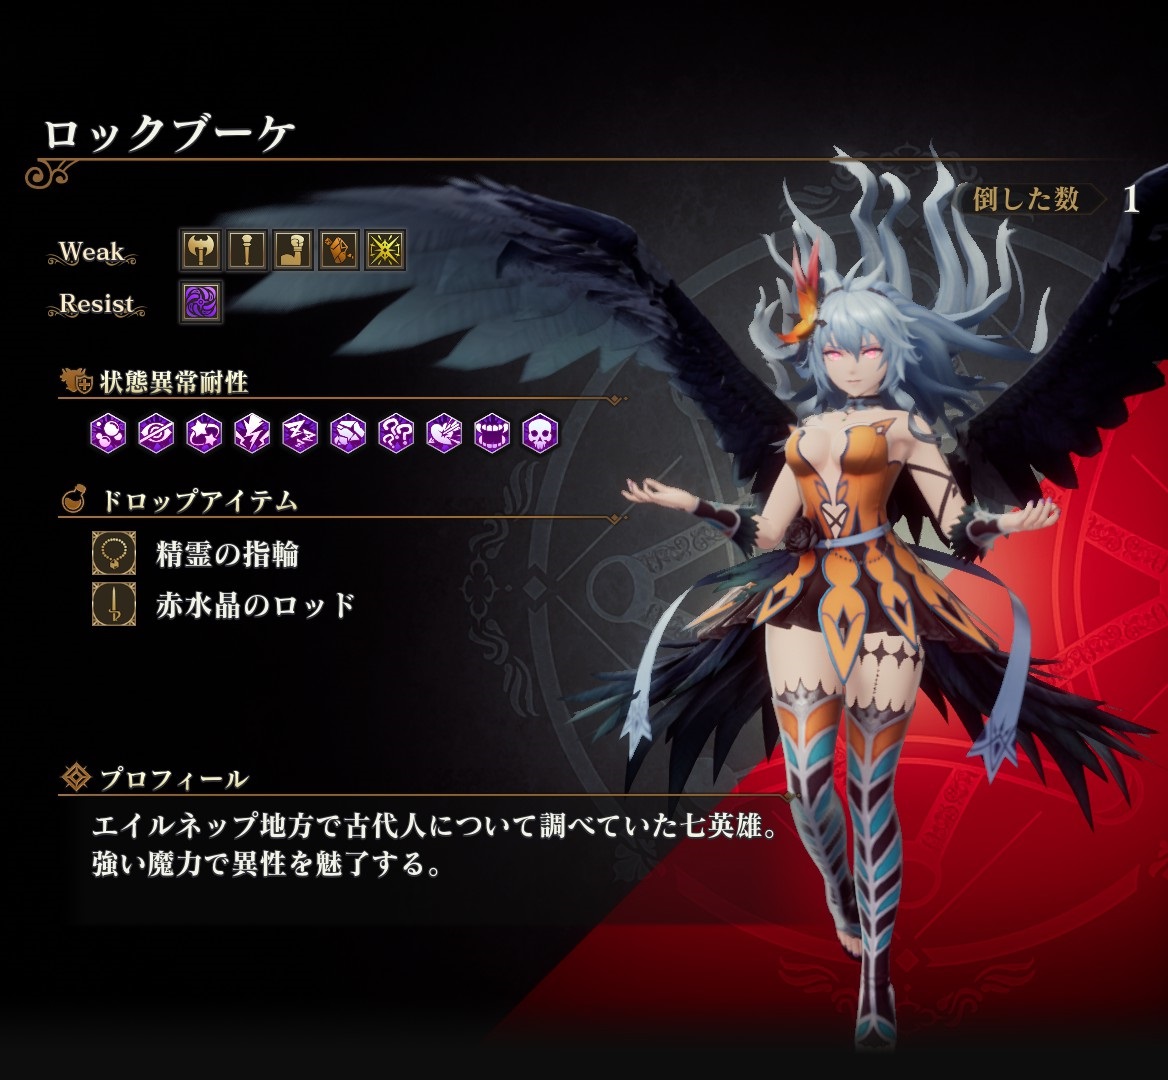 ロックブーケ
倒した数 1
Weak
Resist
状態異常耐性
ドロップアイテム
精霊の指輪
赤水晶のロッド
プロフィール
エイルネップ地方で古代人について調べていた七英雄。
強い魔力で異性を魅了する。